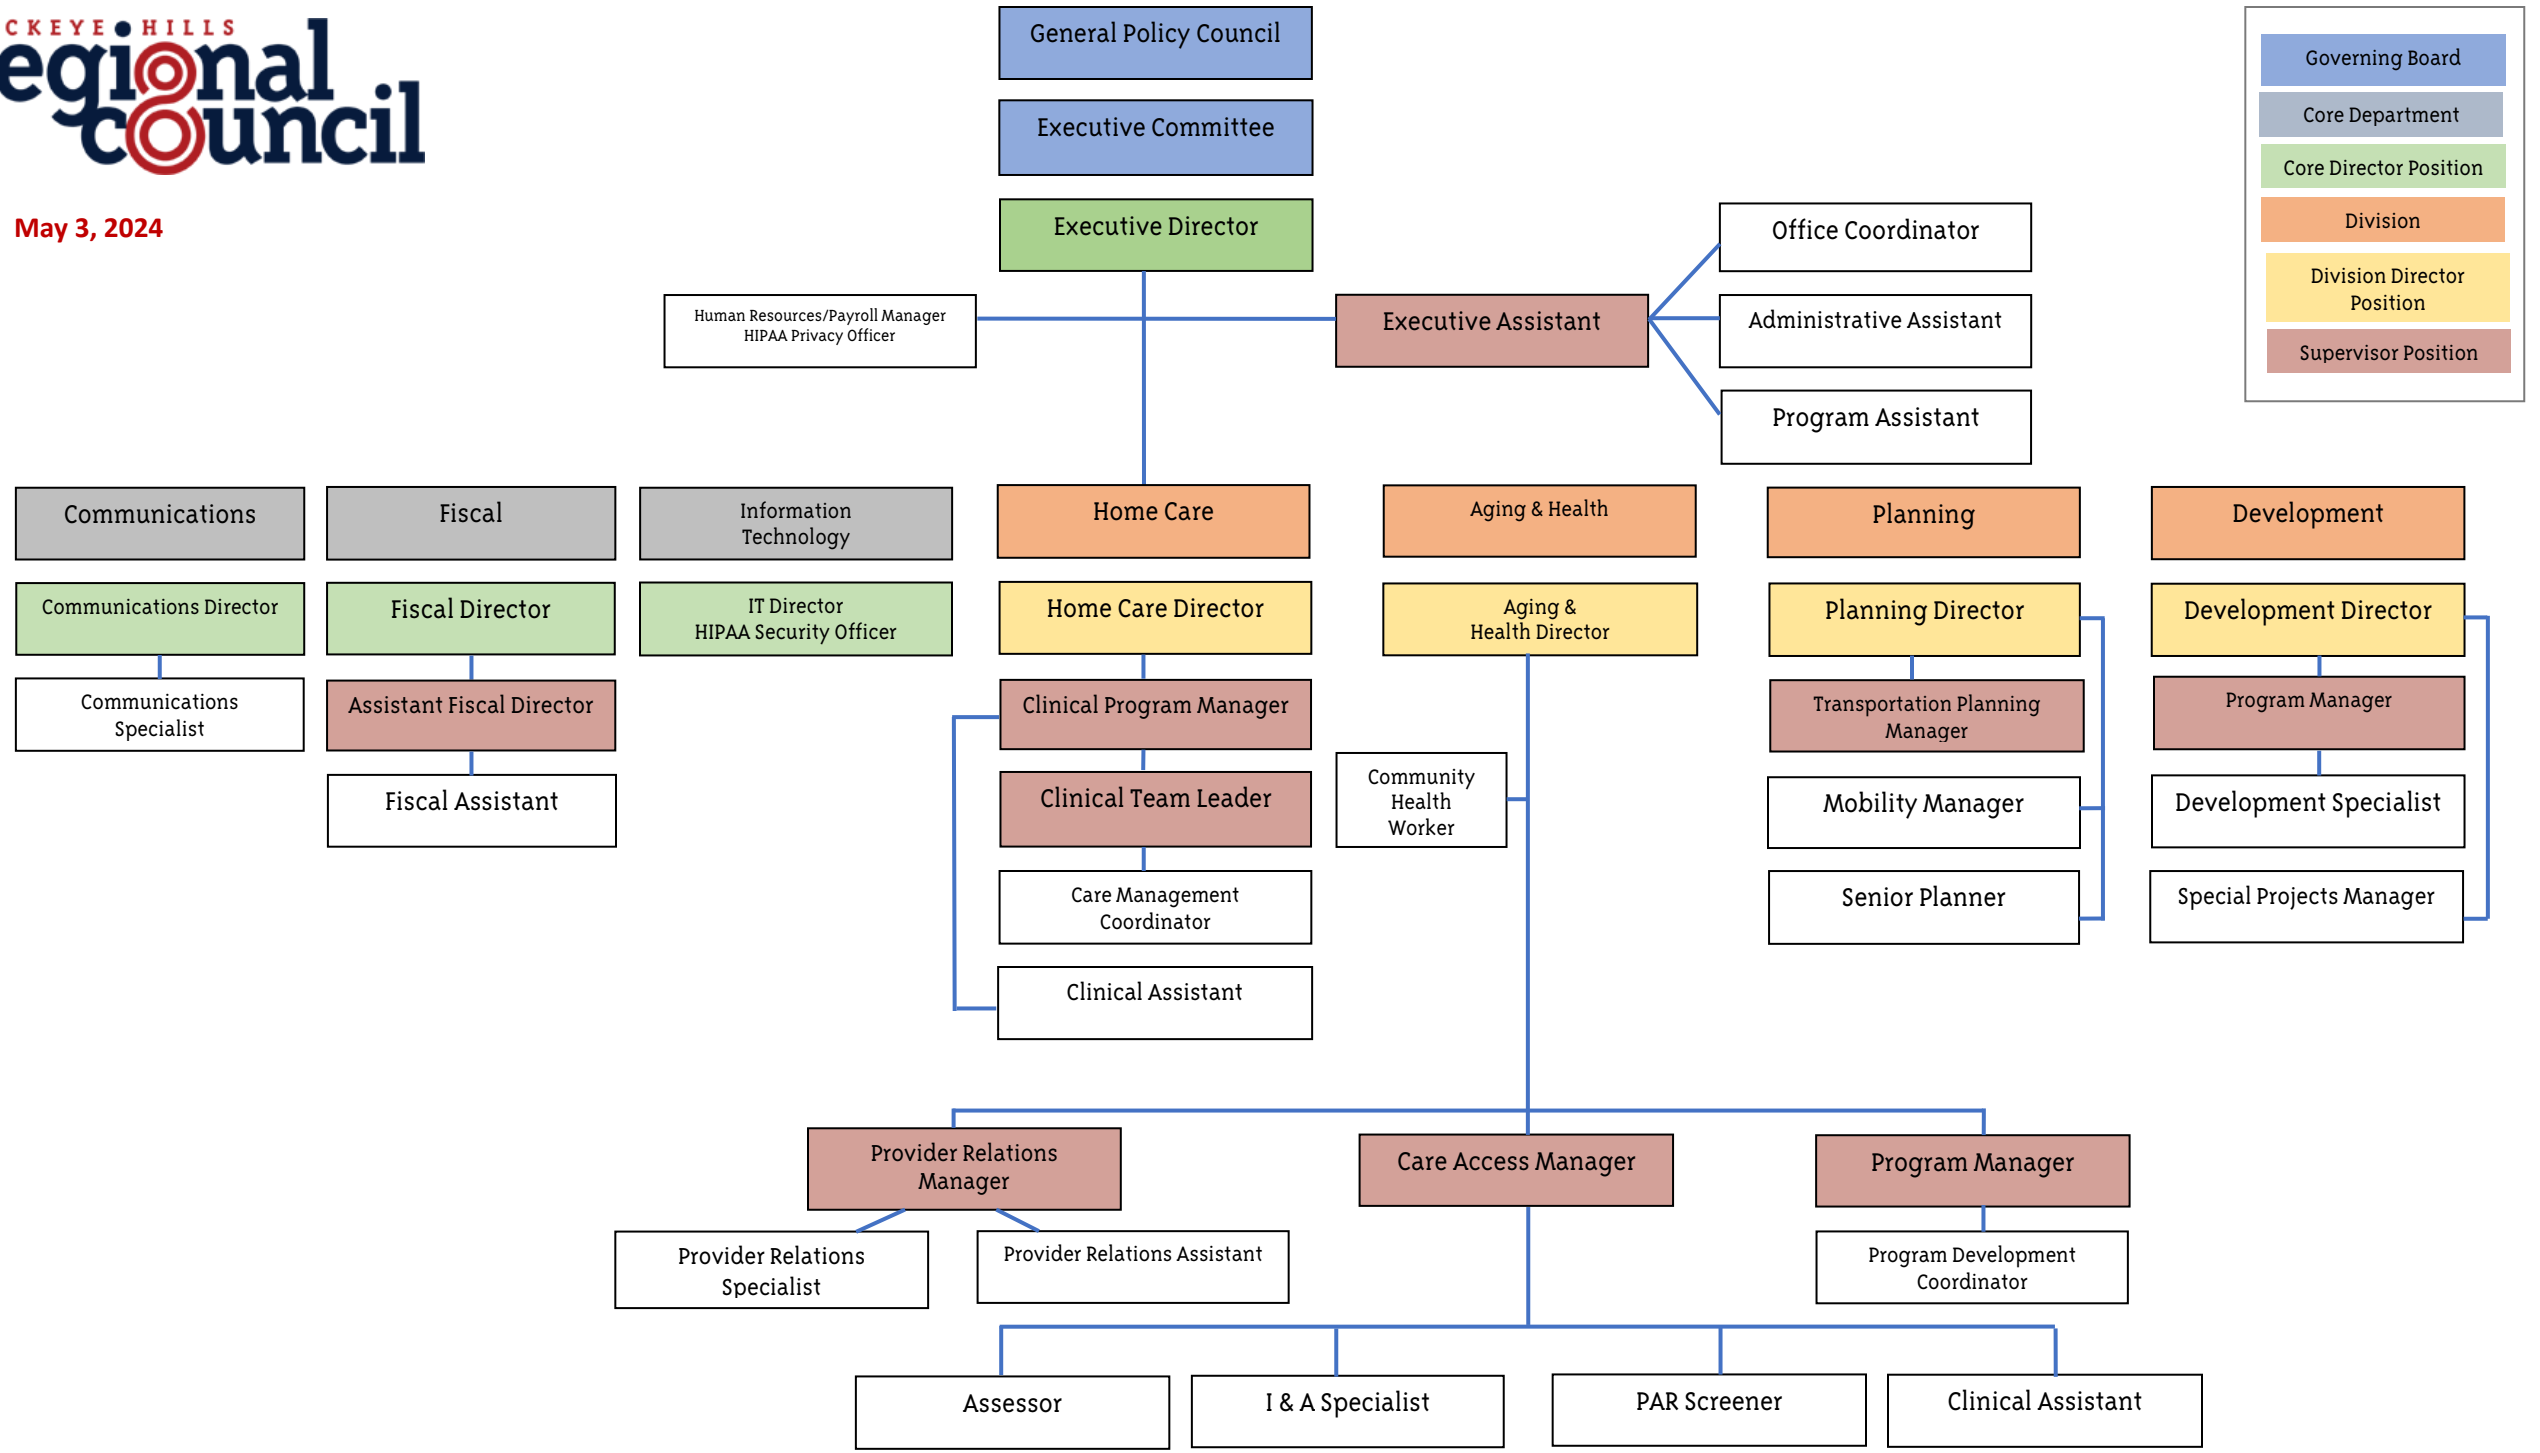 CKEYE HILLS
egional
council
May 3, 2024
General Policy Council
Executive Committee
Executive Director
Human Resources/Payroll Manager
HIPAA Privacy Officer
Executive Assistant
Office Coordinator
Administrative Assistant
Program Assistant
Governing Board
Core Department
Core Director Position
Division
Division Director
Position
Supervisor Position
Communications
Fiscal
Information
Technology
Home Care
Aging & Health
Planning
Development
Communications Director
Fiscal Director
IT Director
HIPAA Security Officer
Home Care Director
Aging &
Health Director
Planning Director
Development Director
Communications
Specialist
Assistant Fiscal Director
Clinical Program Manager
Transportation Planning
Manager
Program Manager
Fiscal Assistant
Clinical Team Leader
Community
Health
Worker
Mobility Manager
Development Specialist
Care Management
Coordinator
Senior Planner
Special Projects Manager
Clinical Assistant
Provider Relations
Manager
Care Access Manager
Program Manager
Provider Relations
Specialist
Provider Relations Assistant
Program Development
Coordinator
Assessor
I & A Specialist
PAR Screener
Clinical Assistant